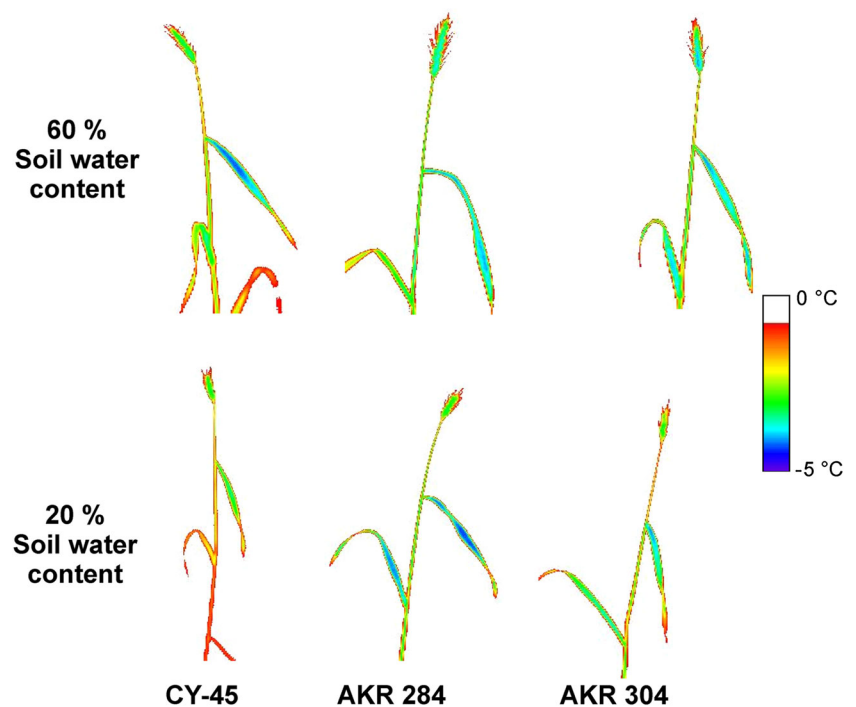 60 %
Soil water
content
0 °C
-5 °C
20 %
Soil water
content
CY-45
AKR 284
AKR 304